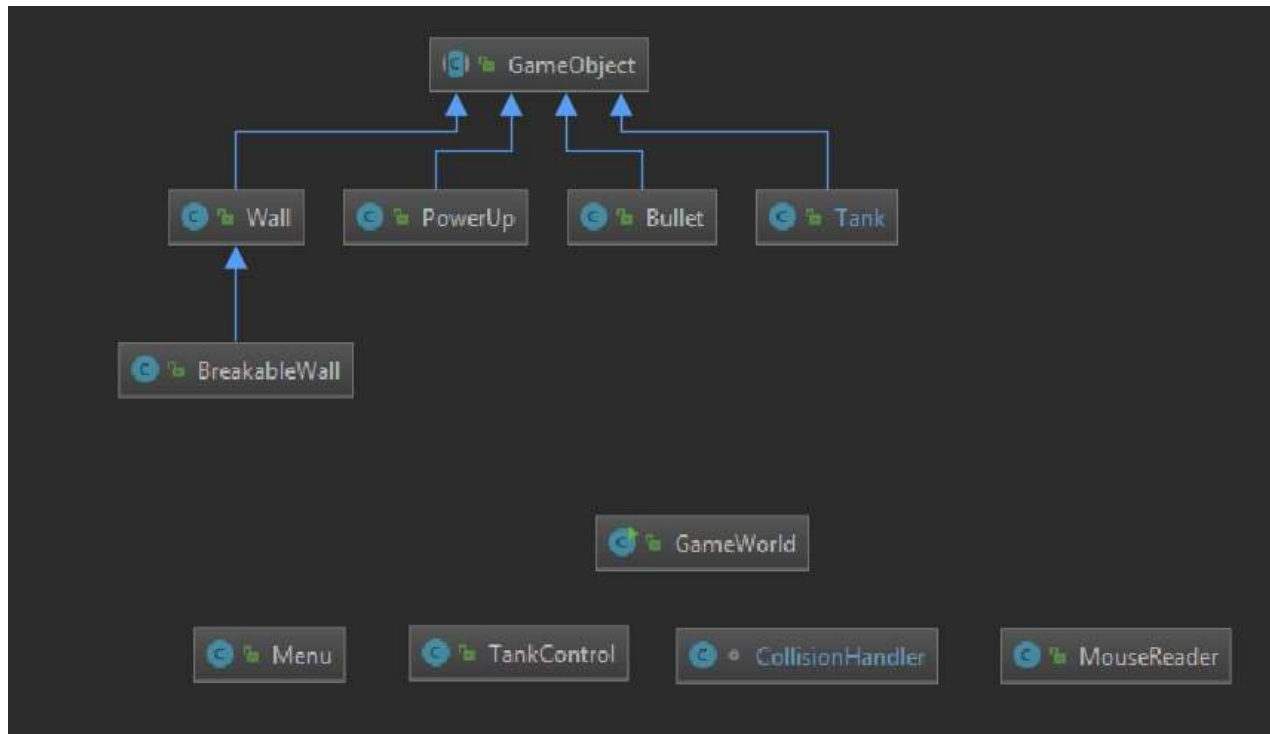 GameObject
Wall
PowerUp
Bullet
Tank
BreakableWall
GameWorld
Menu
TankControl
CollisionHandler
MouseReader